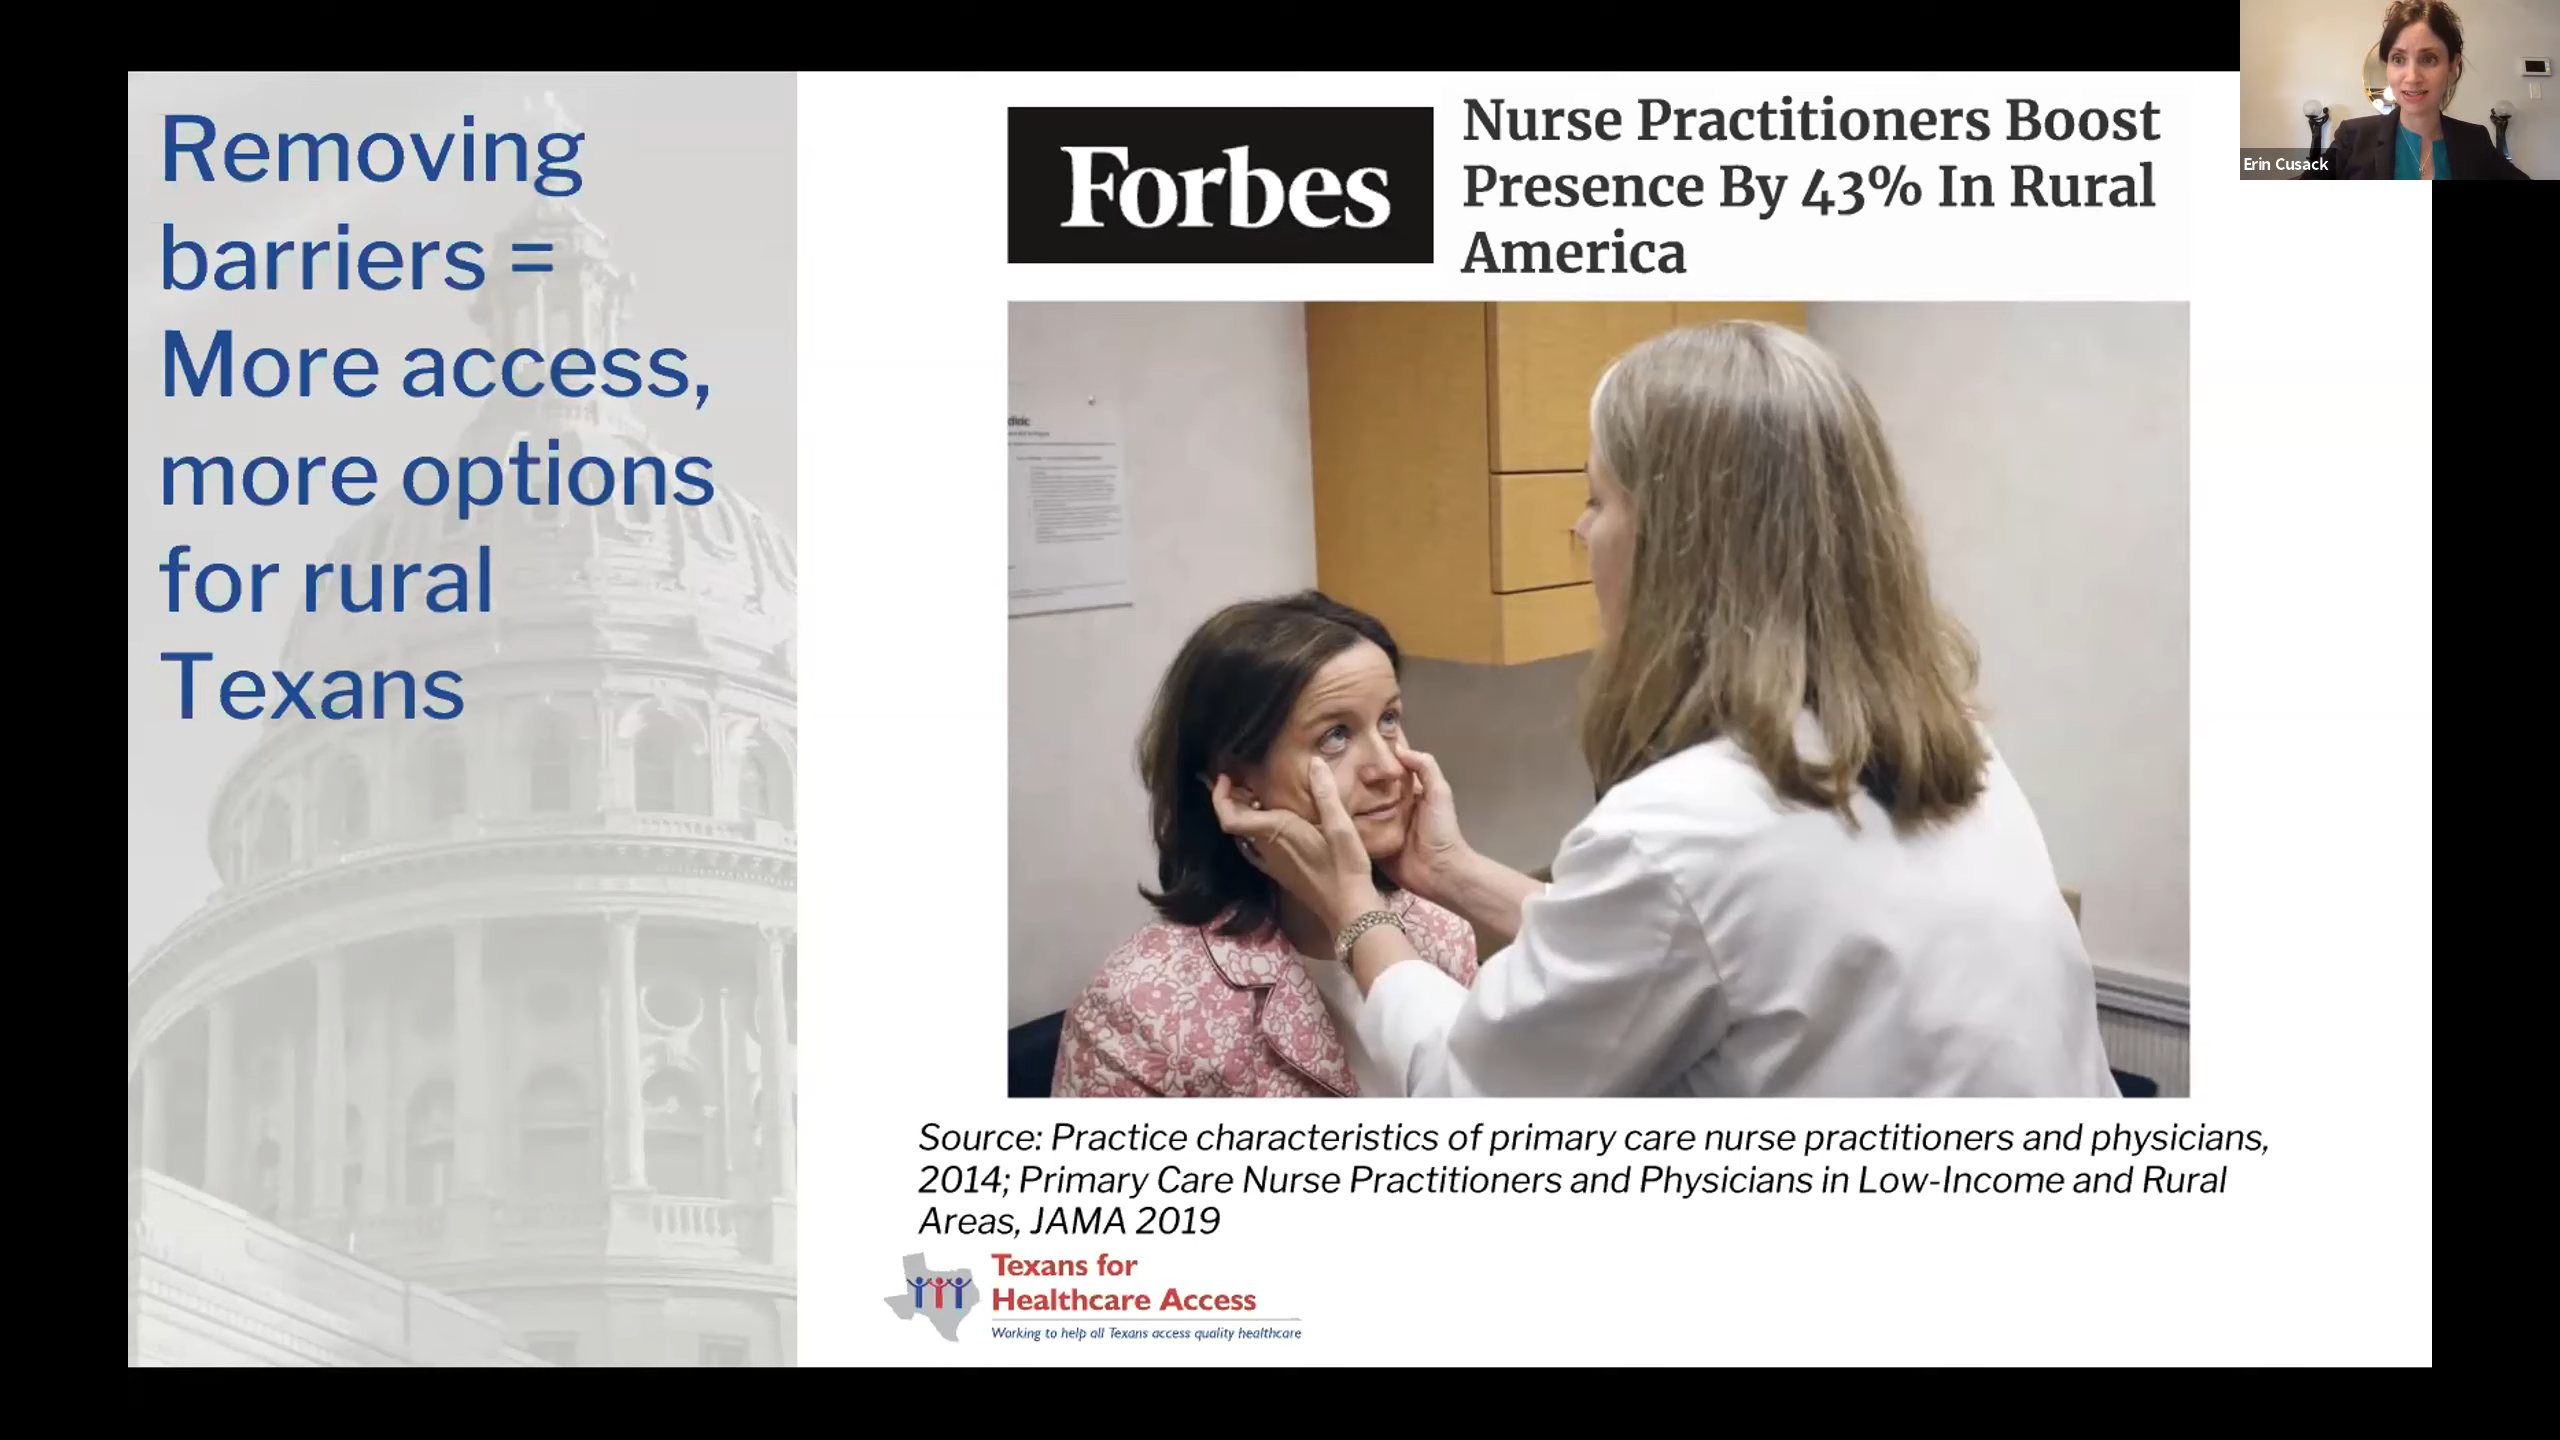 Removing
barriers =
More access,
more options
for rural
Texans
Forbes
Nurse Practitioners Boost
Presence By 43% In Rural
America
Source: Practice characteristics of primary care nurse practitioners and physicians,
2014; Primary Care Nurse Practitioners and Physicians in Low-Income and Rural
Areas, JAMA 2019
Texans for
Healthcare Access
Working to help all Texans access quality healthcare
Erin Cusack